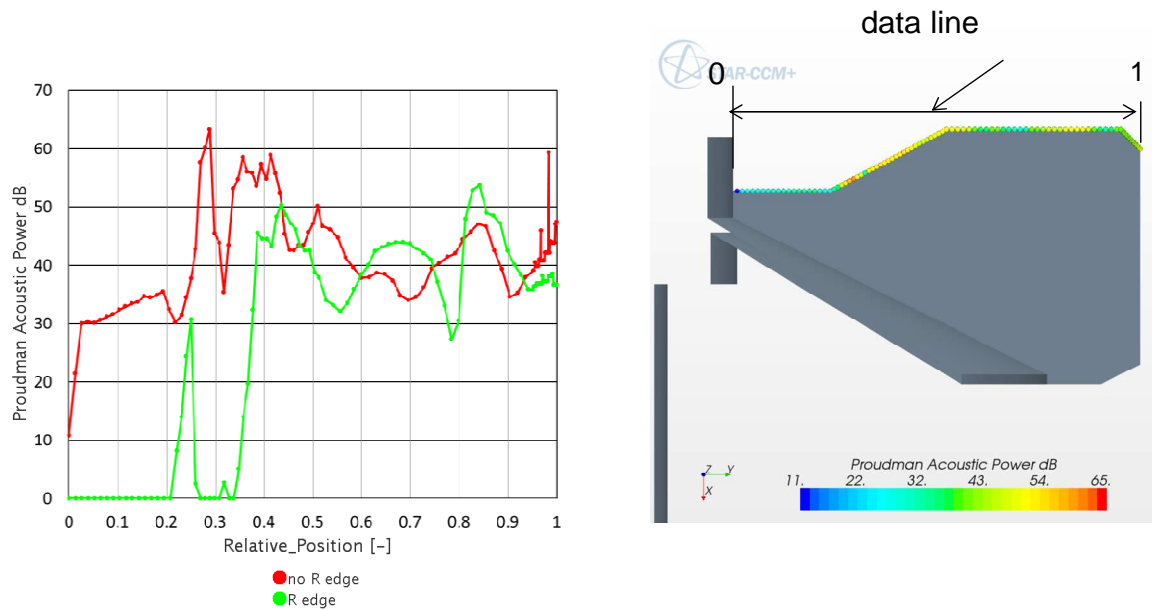 data line
STAR-CCM+
0
1
70
60
50
40
30
20
10
0
Proudman Acoustic Power dB
0 0.1 0.2 0.3 0.4 0.5 0.6 0.7 0.8 0.9 1
Relative_Position [-]
no R edge
R edge
Z Y
X
Proudman Acoustic Power dB
11. 22. 32. 43. 54. 65.